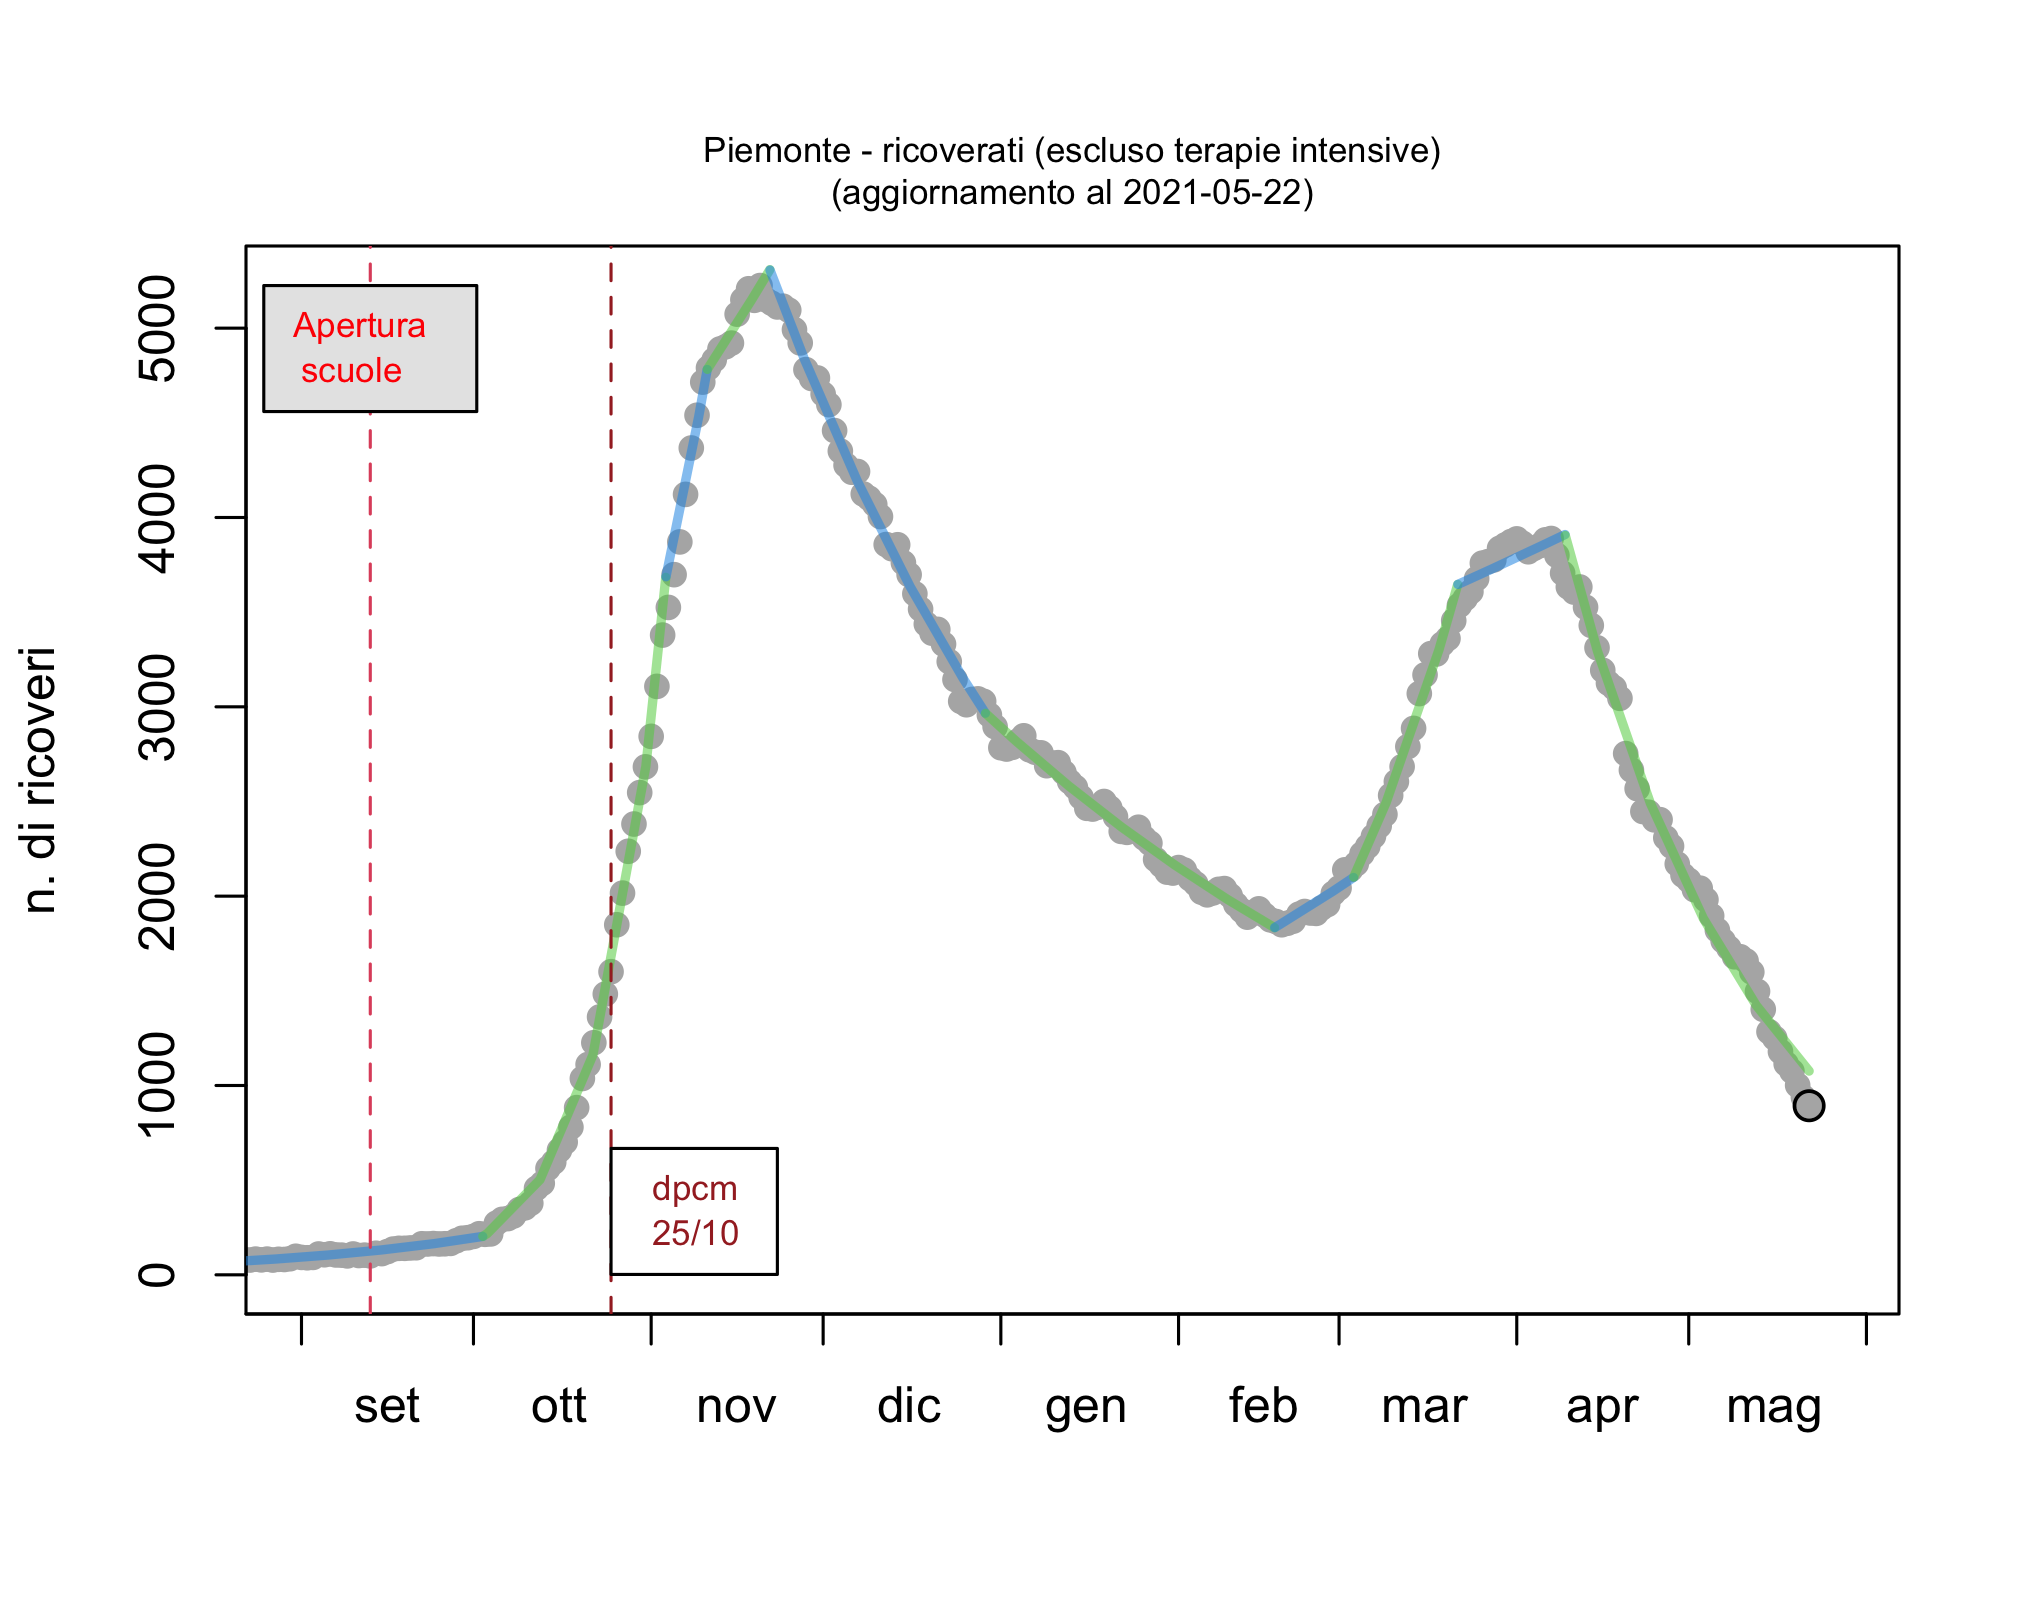 Piemonte - ricoverati (escluso terapie intensive)
(aggiornamento al 2021-05-22)
n. di ricoveri
5000
4000
3000
2000
1000
0
Apertura
scuole
dpcm
25/10
set ott nov dic gen feb mar apr mag